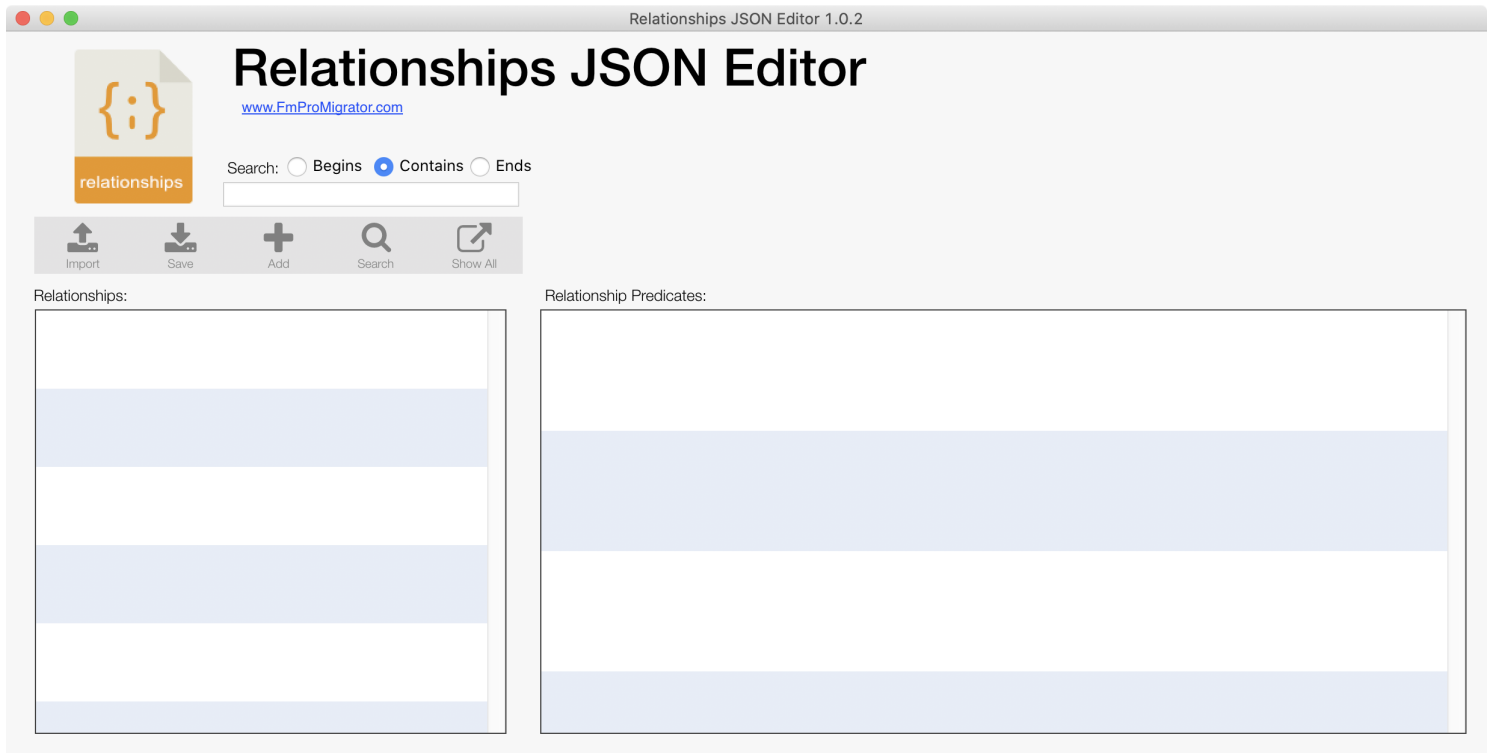 Relationships JSON Editor 1.0.2
Relationships JSON Editor
www.FmProMigrator.com
{;}
relationships
Search: Begins Contains Ends
Import Save Add Search Show All
Relationships: Relationship Predicates: